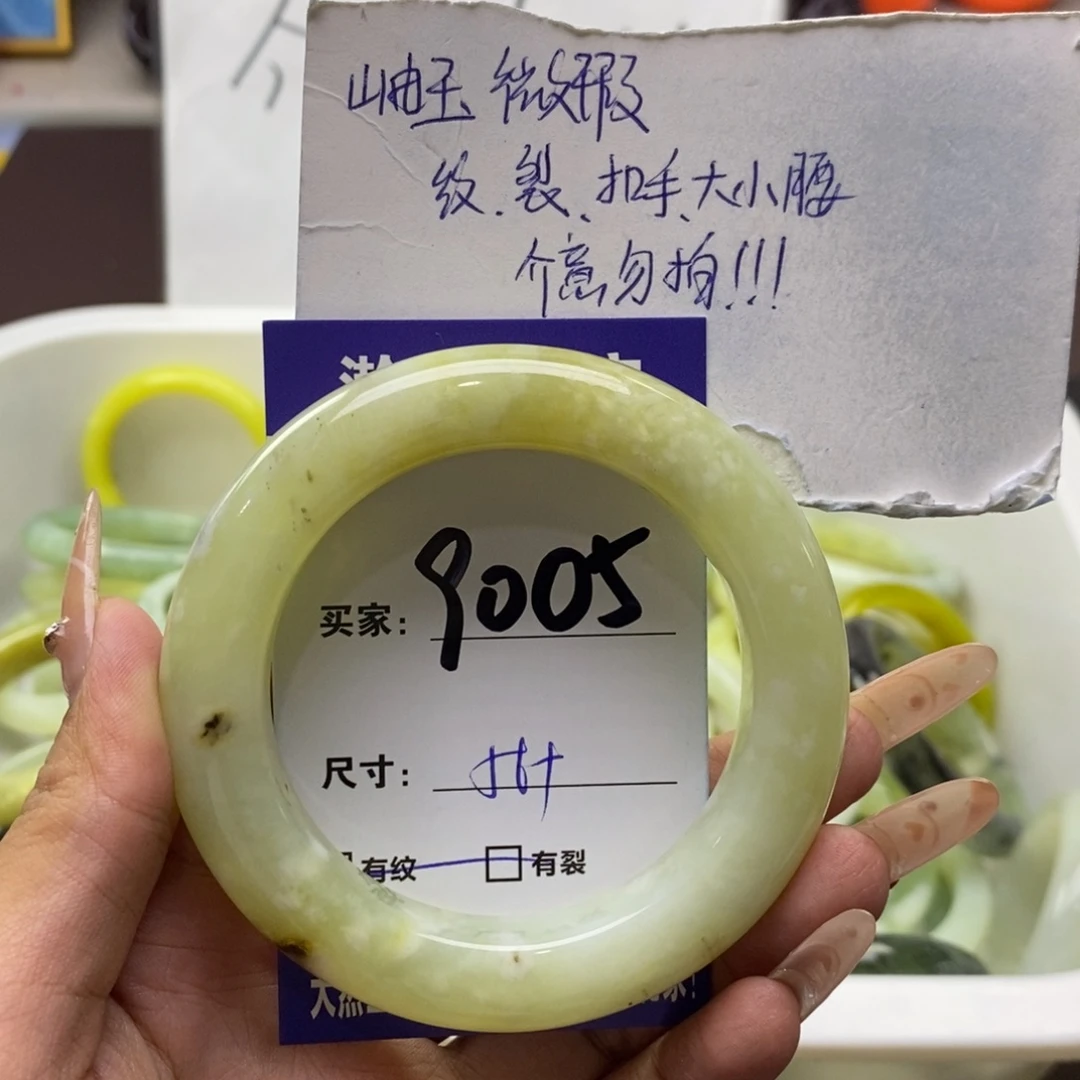 岫玉 微瑕
纹、裂、扣手、大小腰
介意勿拍!!!
买家: 9005
尺寸:
有纹 □有裂